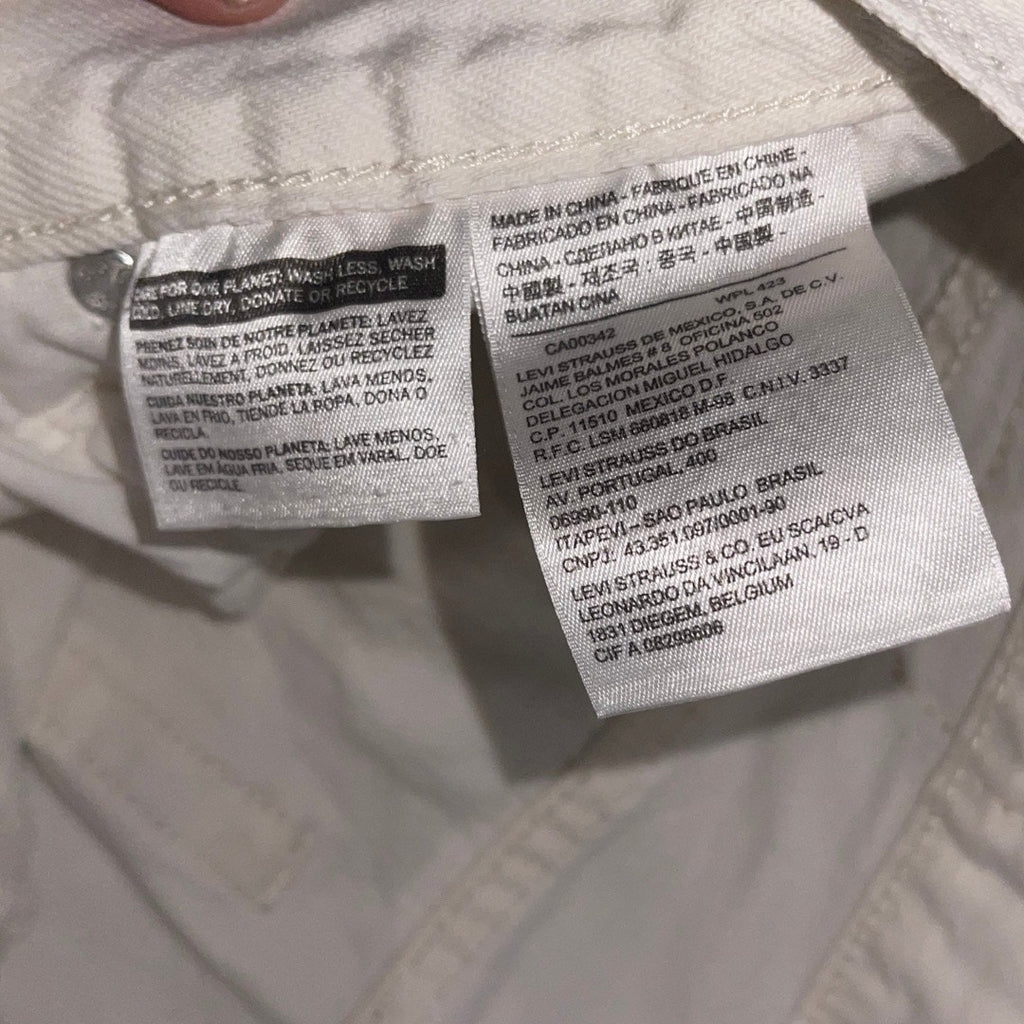 CARE FOR OUR PLANET: WASH LESS, WASH
COLD, LINE DRY, DONATE OR RECYCLE
PRENEZ SOIN DE NOTRE PLANETE: LAVEZ
MOINS, LAVEZ A FROID, LAISSEZ SÉCHER
NATURELLEMENT, DONNEZ OU RECYCLEZ
CUIDA NUESTRO PLANETA: LAVA MENOS,
LAVA EN FRIO, TIENDE LA ROPA, DONA O
RECICLA.
CUIDE DO NOSSO PLANETA: LAVE MENOS,
LAVE EM ÁGUA FRIA, SEQUE EM VARAL, DOE
OU RECICLE.
MADE IN CHINA - FABRIQUE EN CHINE -
FABRICADO EN CHINA - FABRICADO NA
CHINA - СДЕЛАНО В КИТАЕ - 中国制造 -
中國製 - 제조국 : 중국 - 中國製 -
BUATAN CINA
CA00342 WPL 423
LEVI STRAUSS DE MEXICO, S.A. DE C.V.
JAIME BALMES # 8 OFICINA 502
COL. LOS MORALES POLANCO
DELEGACION MIGUEL HIDALGO
C.P. 11510 MEXICO D.F.
R.F.C. LSM 860818 M-98 C.N.I.V. 3337
LEVI STRAUSS DO BRASIL
AV. PORTUGAL, 400
06690-110
ITAPEVI – SAO PAULO BRASIL
CNPJ. 43.351.097/0001-90
LEVI STRAUSS & CO. EU SCA/CVA
LEONARDO DA VINCILAAN, 19 - D
1831 DIEGEM, BELGIUM
CIF A 08298606